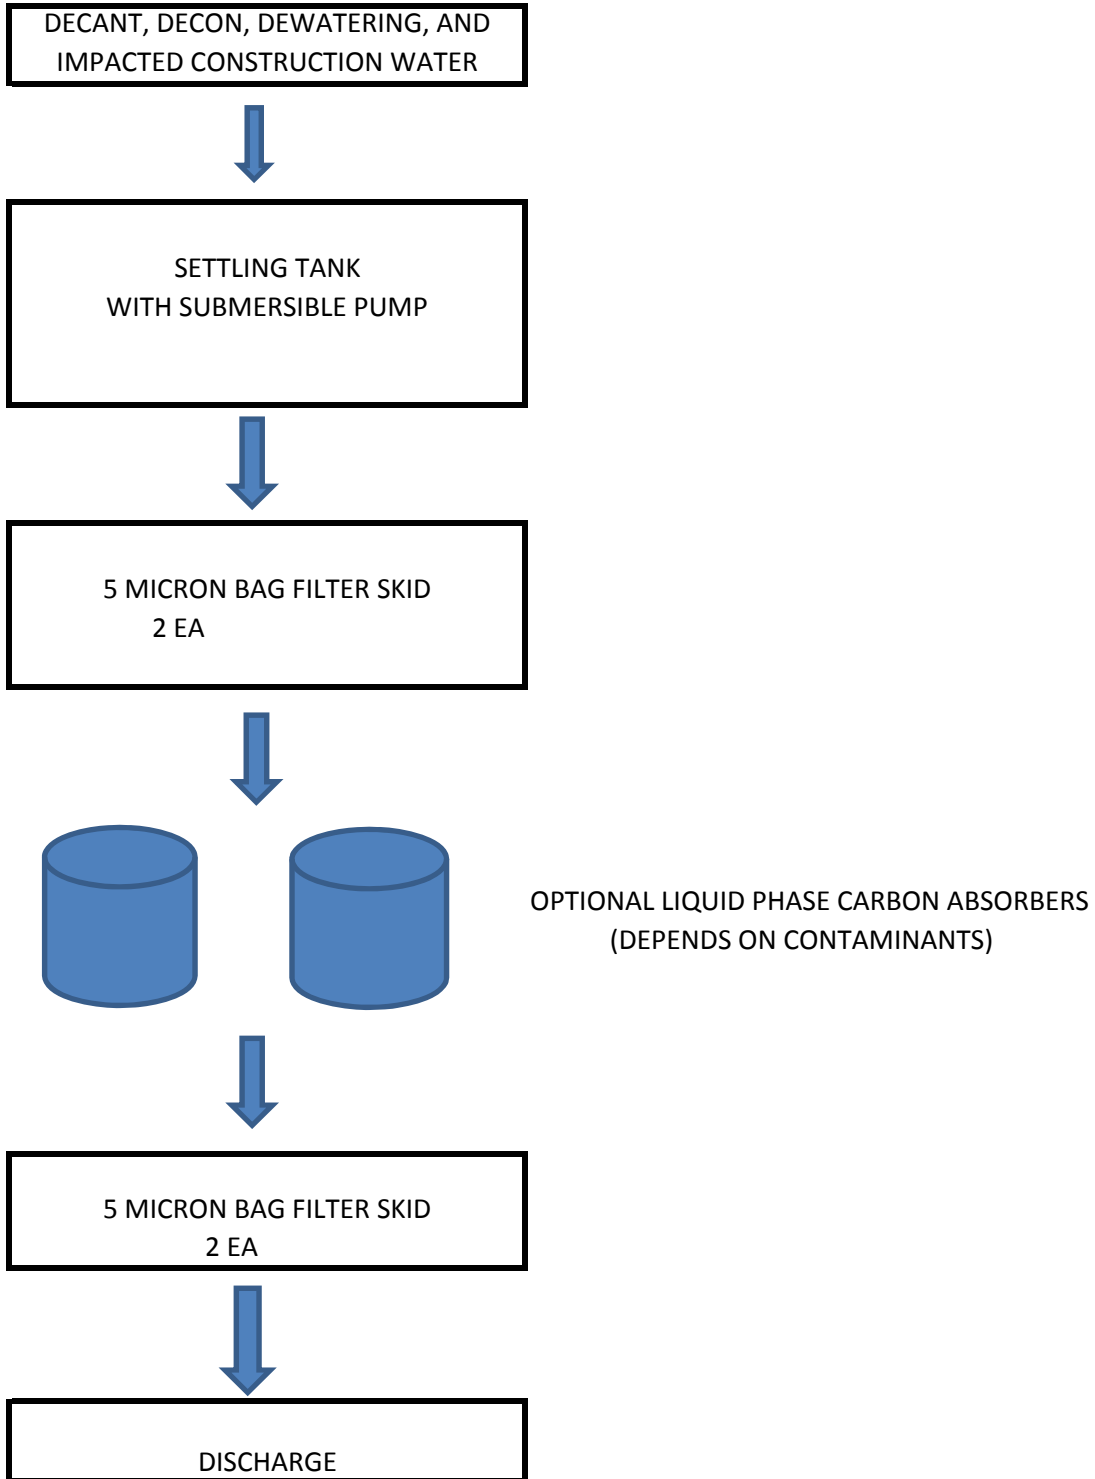 DECANT, DECON, DEWATERING, AND
IMPACTED CONSTRUCTION WATER
SETTLING TANK
WITH SUBMERSIBLE PUMP
5 MICRON BAG FILTER SKID
2 EA
OPTIONAL LIQUID PHASE CARBON ABSORBERS
(DEPENDS ON CONTAMINANTS)
5 MICRON BAG FILTER SKID
2 EA
DISCHARGE